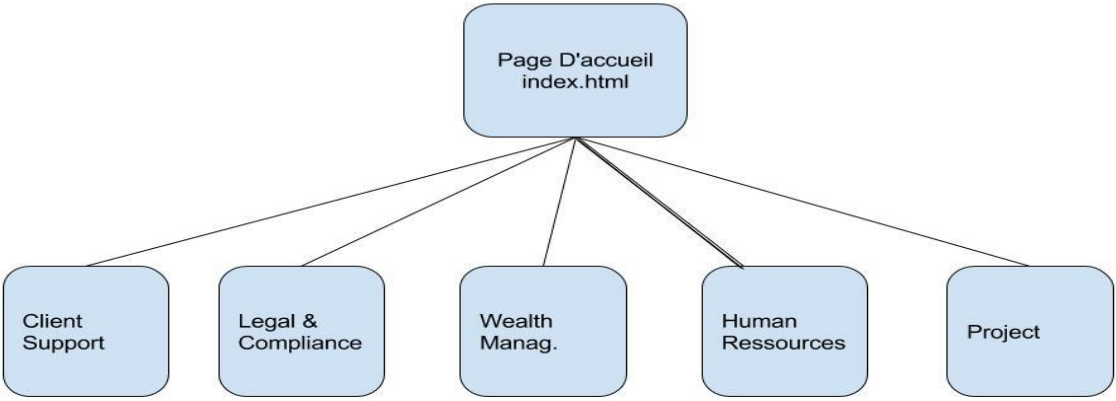 Page D'accueil
index.html
Client
Support
Legal &
Compliance
Wealth
Manag.
Human
Ressources
Project